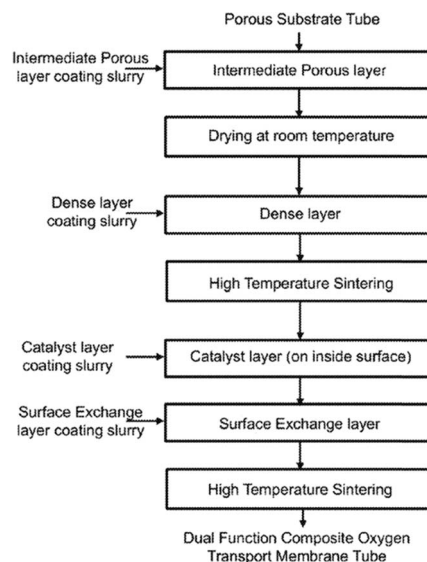 Porous Substrate Tube
Intermediate Porous
layer coating slurry
Intermediate Porous layer
Drying at room temperature
Dense layer
coating slurry
Dense layer
High Temperature Sintering
Catalyst layer
coating slurry
Catalyst layer (on inside surface)
Surface Exchange
layer coating slurry
Surface Exchange layer
High Temperature Sintering
Dual Function Composite Oxygen
Transport Membrane Tube